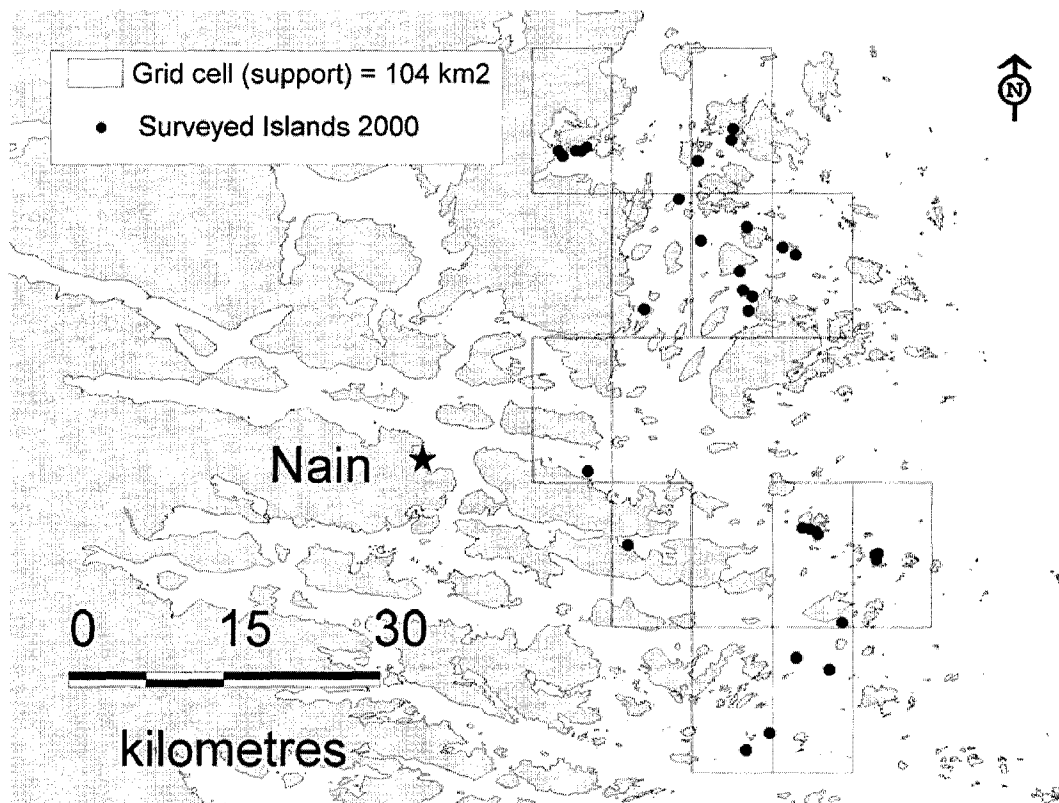 Grid cell (support) = 104 km2
Surveyed Islands 2000
N
Nain
0 15 30
kilometres